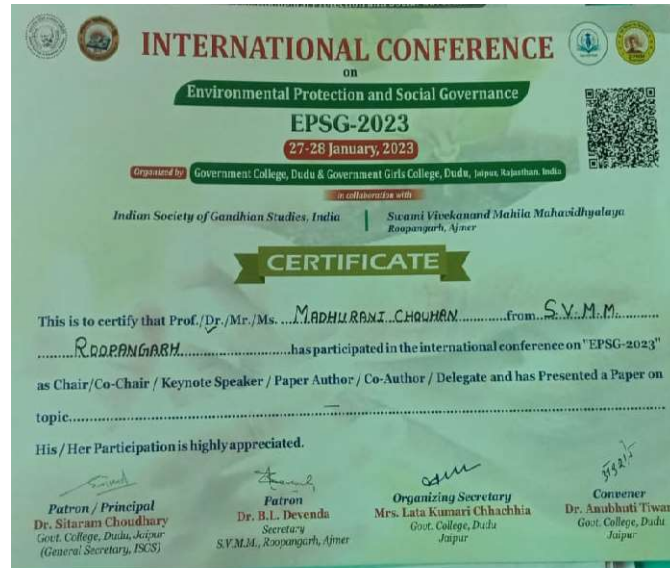 INTERNATIONAL CONFERENCE
on
Environmental Protection and Social Governance
EPSG-2023
27-28 January, 2023
Organized by Government College, Dudu & Government Girls College, Dudu, Jaipur, Rajasthan. India
in collaboration with
Indian Society of Gandhian Studies, India
Swami Vivekanand Mahila Mahavidhyalaya
Roopangarh, Ajmer
CERTIFICATE
This is to certify that Prof./Dr./Mr./Ms. ...MADHURANI CHOUHAN...........from..S.V.M.M.......
........ROOPANGARH......................has participated in the international conference on "EPSG-2023"
as Chair/Co-Chair / Keynote Speaker / Paper Author / Co-Author / Delegate and has Presented a Paper on
topic.....................................................................................................
His / Her Participation is highly appreciated.
Patron / Principal
Dr. Sitaram Choudhary
Govt. College, Dudu, Jaipur
(General Secretary, ISGS)
Patron
Dr. B.L. Devenda
Secretary
S.V.M.M., Roopangarh, Ajmer
Organizing Secretary
Mrs. Lata Kumari Chhachhia
Govt. College, Dudu
Jaipur
Convener
Dr. Anubhuti Tiwar
Govt. College, Dudu
Jaipur